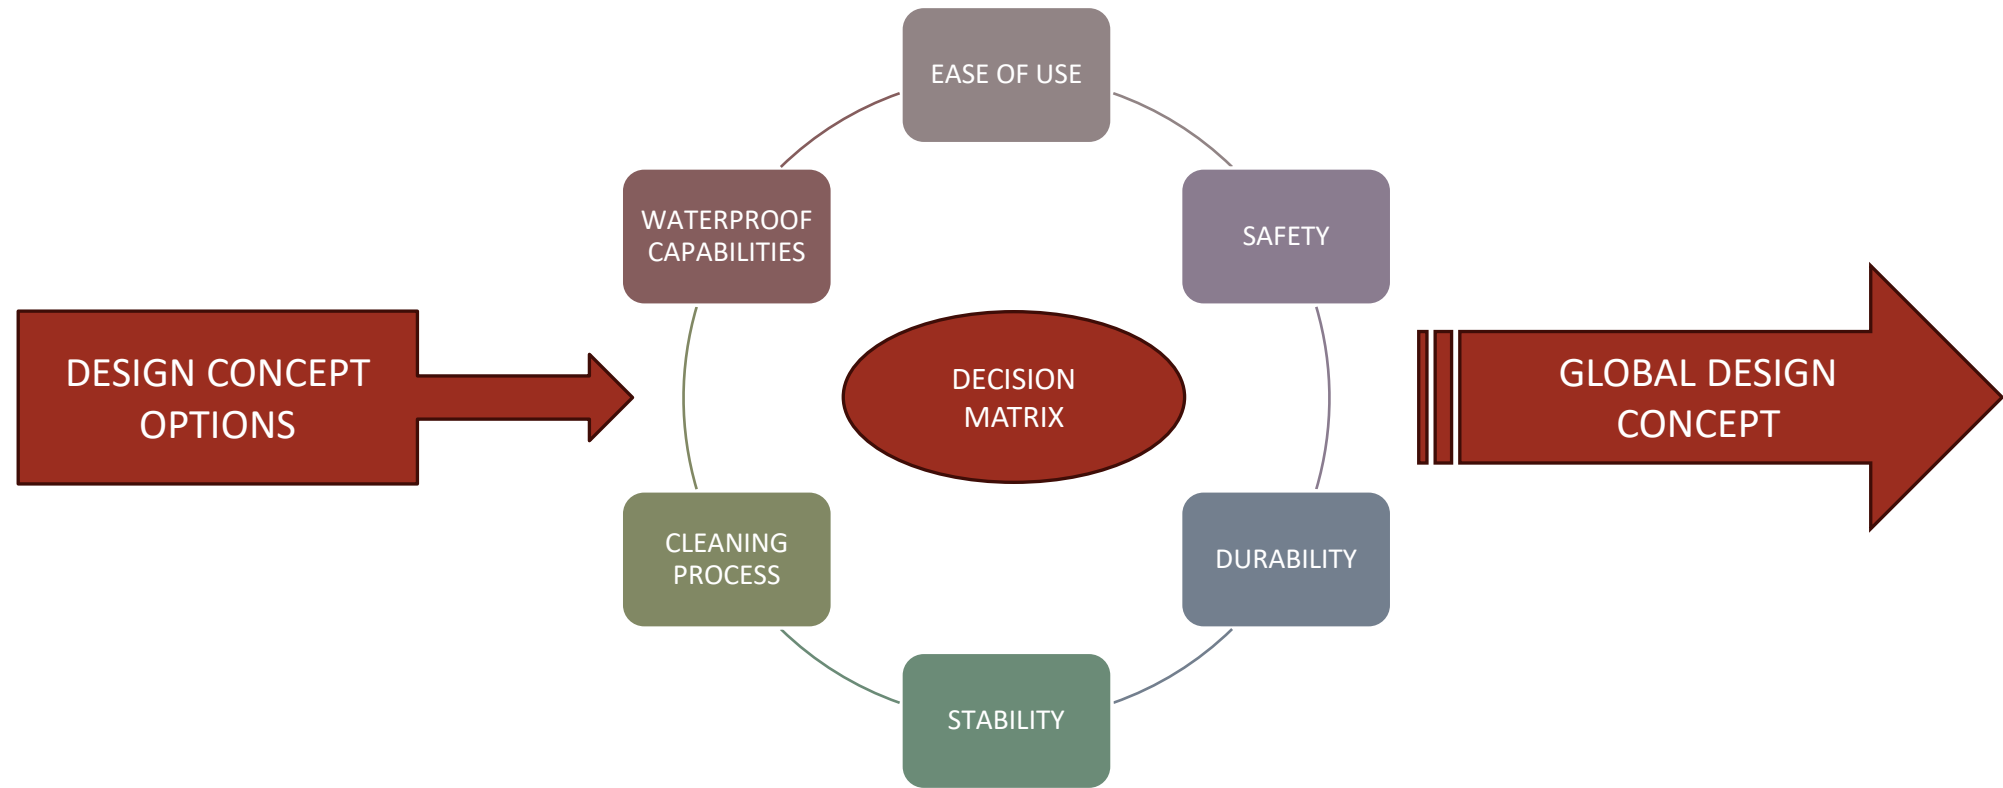 EASE OF USE
WATERPROOF
CAPABILITIES
SAFETY
DESIGN CONCEPT
OPTIONS
DECISION
MATRIX
GLOBAL DESIGN
CONCEPT
CLEANING
PROCESS
DURABILITY
STABILITY